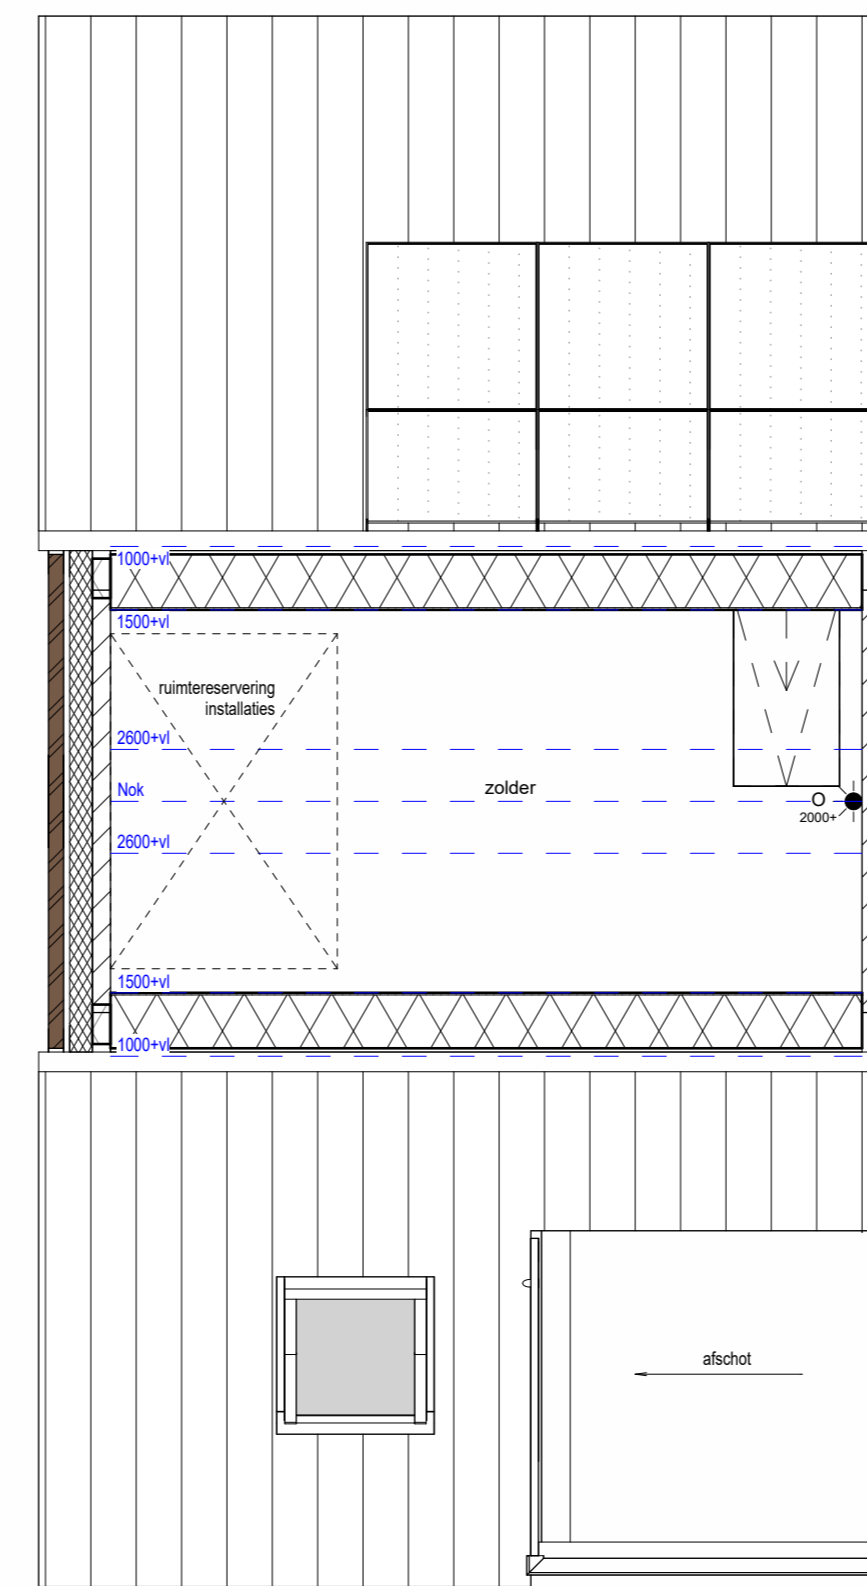 1000+vl
1500+vl
ruimtereservering
installaties
2600+vl
Nok
zolder
O
2000+
2600+vl
1500+vl
1000+vl
afschot